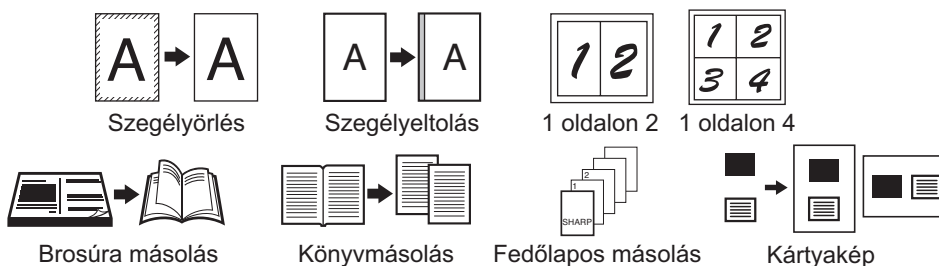 A A
A A
1 2
1 2
3 4
Szegélyörlés Szegélyeltolás 1 oldalon 2 1 oldalon 4
2
1
SHARP
Brosúra másolás Könyvmásolás Fedőlapos másolás Kártyakép